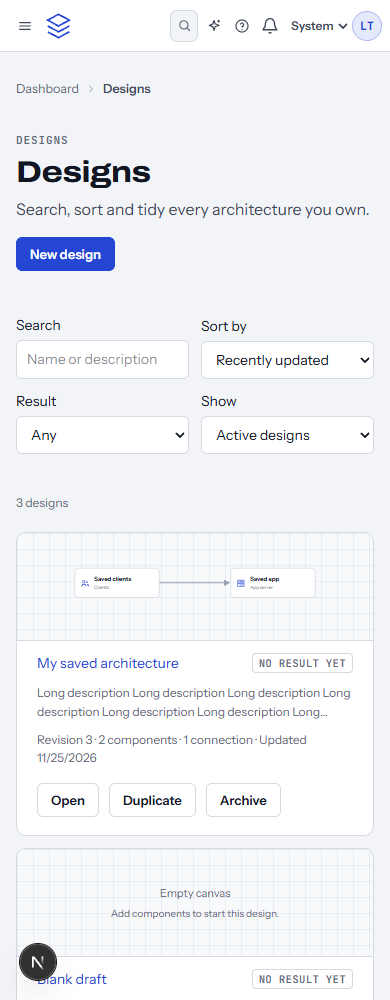 System
LT
Dashboard > Designs
DESIGNS
Designs
Search, sort and tidy every architecture you own.
New design
Search
Sort by
Name or description
Recently updated
Result
Show
Any
Active designs
3 designs
Saved clients
Clients
Saved app
App server
My saved architecture
NO RESULT YET
Long description Long description Long description Long
description Long description Long description Long...
Revision 3 · 2 components · 1 connection · Updated
11/25/2026
Open
Duplicate
Archive
Empty canvas
Add components to start this design.
N
Blank draft
NO RESULT YET